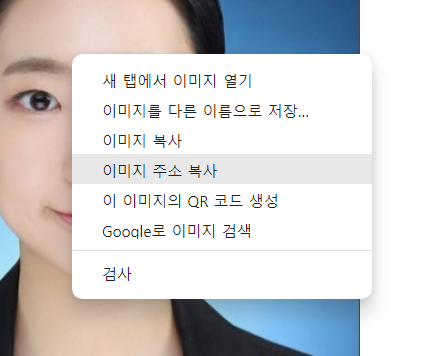 새 탭에서 이미지 열기
이미지를 다른 이름으로 저장...
이미지 복사
이미지 주소 복사
이 이미지의 QR 코드 생성
Google로 이미지 검색
검사